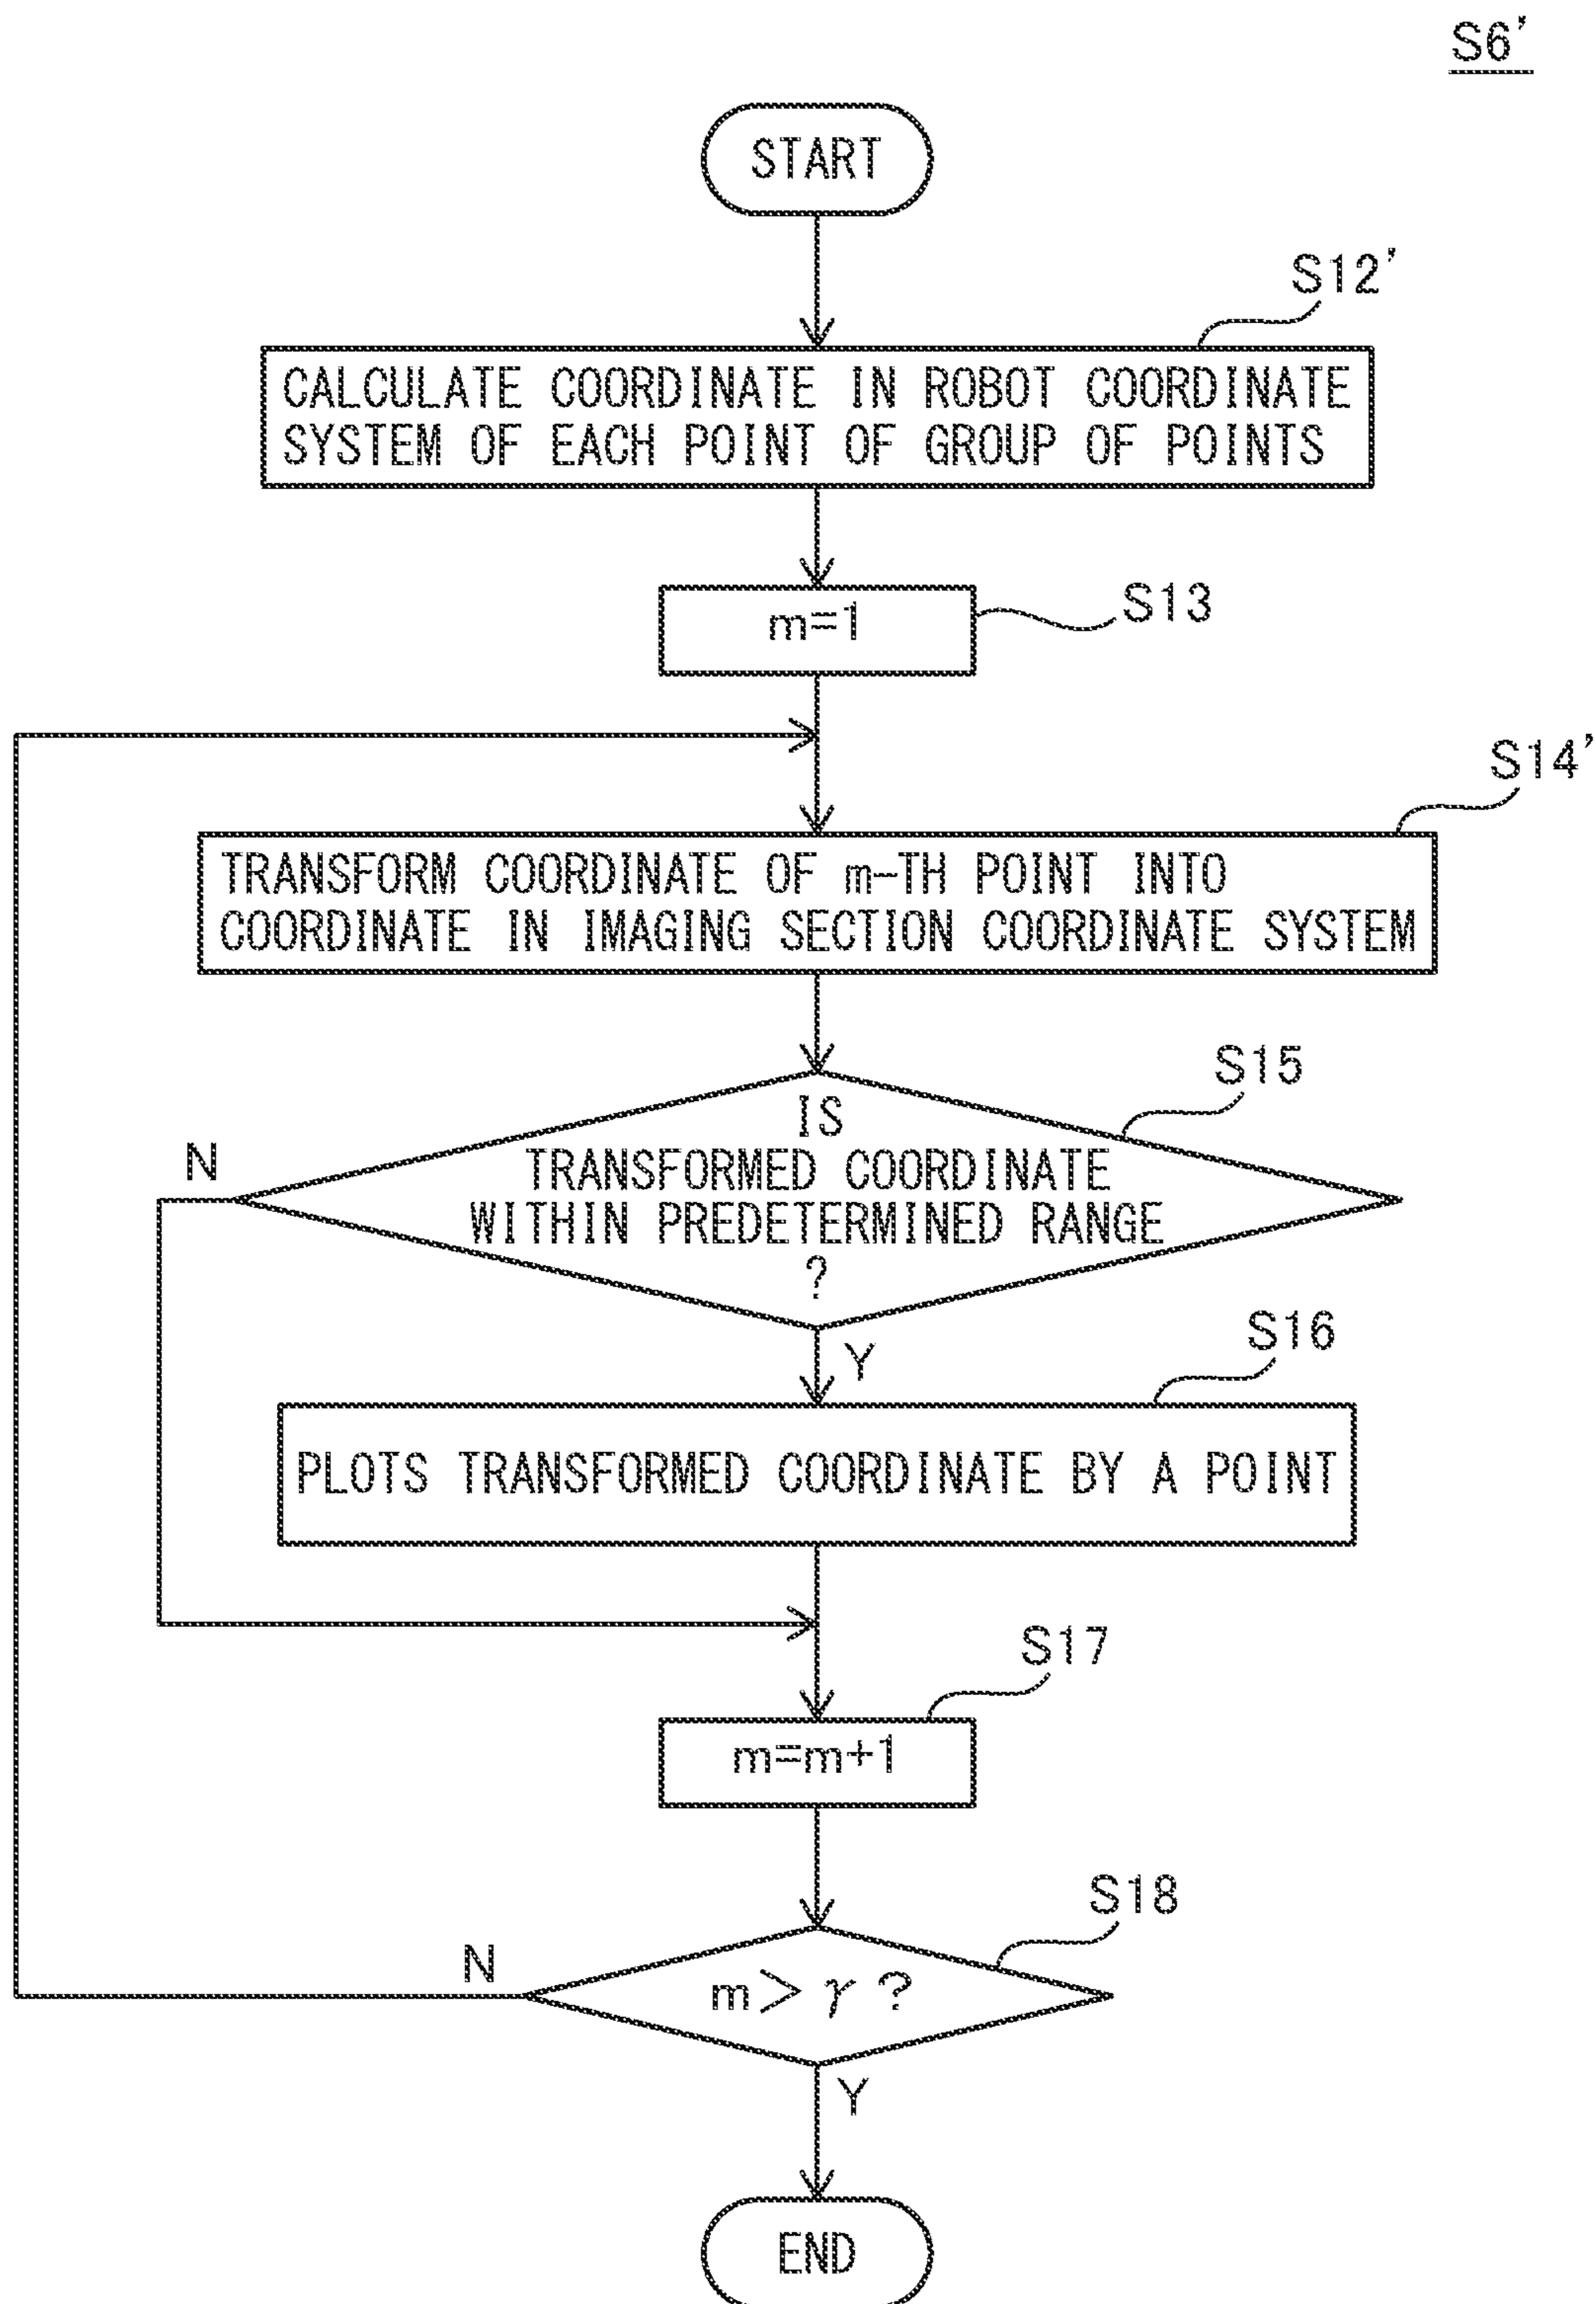 S6'
START
S12'
CALCULATE COORDINATE IN ROBOT COORDINATE
SYSTEM OF EACH POINT OF GROUP OF POINTS
m=1
S13
S14'
TRANSFORM COORDINATE OF m-TH POINT INTO
COORDINATE IN IMAGING SECTION COORDINATE SYSTEM
S15
IS
N
TRANSFORMED COORDINATE
WITHIN PREDETERMINED RANGE
?
S16
Y
PLOTS TRANSFORMED COORDINATE BY A POINT
S17
m=m+1
S18
N
m> γ ?
Y
END